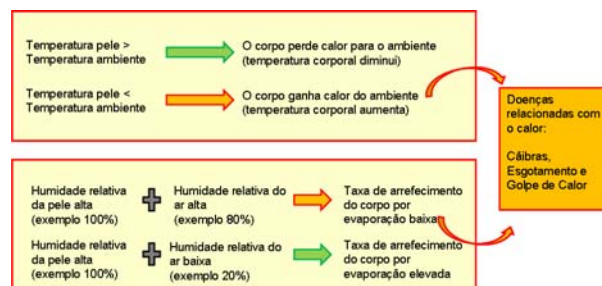 Temperatura pele >
Temperatura ambiente
O corpo perde calor para o ambiente
(temperatura corporal diminui)
Temperatura pele <
Temperatura ambiente
O corpo ganha calor do ambiente
(temperatura corporal aumenta)
Doenças
relacionadas com
o calor:
Cãibras,
Esgotamento e
Golpe de Calor
Humidade relativa
da pele alta
(exemplo 100%)
Humidade relativa do
ar alta
(exemplo 80%)
Taxa de arrefecimento
do corpo por
evaporação baixa
Humidade relativa
da pele alta
(exemplo 100%)
Humidade relativa do
ar baixa
(exemplo 20%)
Taxa de arrefecimento
do corpo por
evaporação elevada